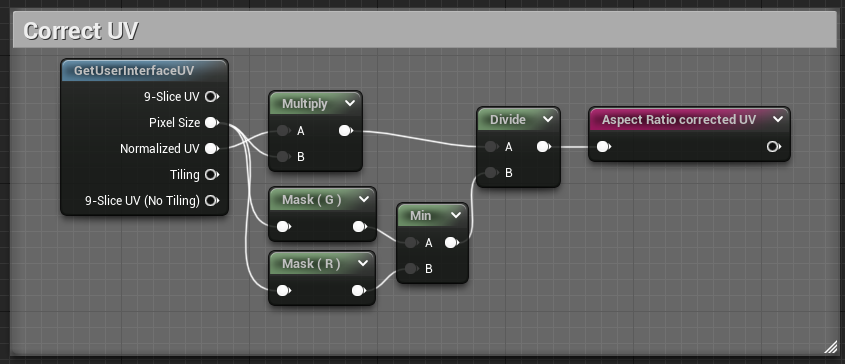 Correct UV
GetUserInterfaceUV
9-Slice UV
Pixel Size
Normalized UV
Tiling
9-Slice UV (No Tiling)
Multiply
A
B
Mask ( G )
Mask ( R )
Min
A
B
Divide
A
B
Aspect Ratio corrected UV